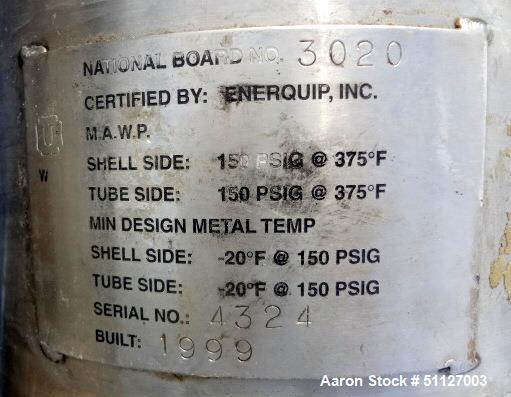 NATIONAL BOARD NO. 3020
CERTIFIED BY: ENERQUIP, INC.
U
M.A.W.P.
W
SHELL SIDE: 150 PSIG @ 375°F
TUBE SIDE: 150 PSIG @ 375°F
MIN DESIGN METAL TEMP
SHELL SIDE: -20°F @ 150 PSIG
TUBE SIDE: -20°F @ 150 PSIG
SERIAL NO.: 4324
BUILT: 1999
Aaron Stock # 51127003